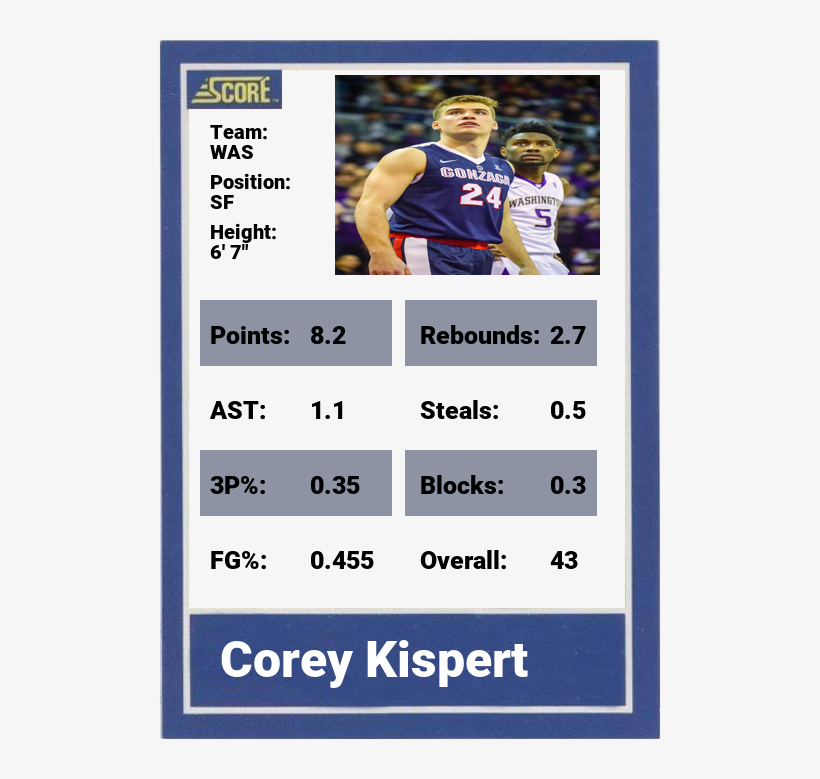 SCORE
Team:
WAS
Position:
SF
Height:
6' 7"
GONZAGA
24
WASHINGTON
5
Points: 8.2
Rebounds: 2.7
AST: 1.1
Steals: 0.5
3P%: 0.35
Blocks: 0.3
FG%: 0.455
Overall: 43
Corey Kispert